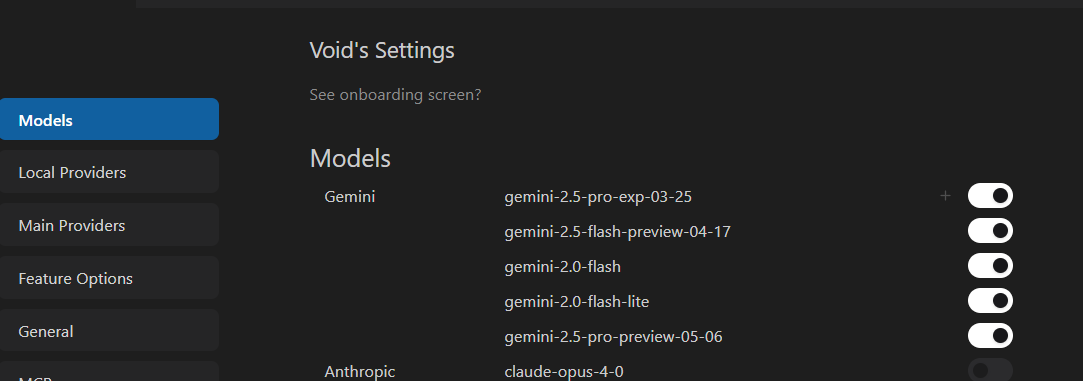 Void's Settings
See onboarding screen?
Models
Local Providers
Main Providers
Feature Options
General
MCP
Models
Gemini gemini-2.5-pro-exp-03-25 +
gemini-2.5-flash-preview-04-17
gemini-2.0-flash
gemini-2.0-flash-lite
gemini-2.5-pro-preview-05-06
Anthropic claude-opus-4-0